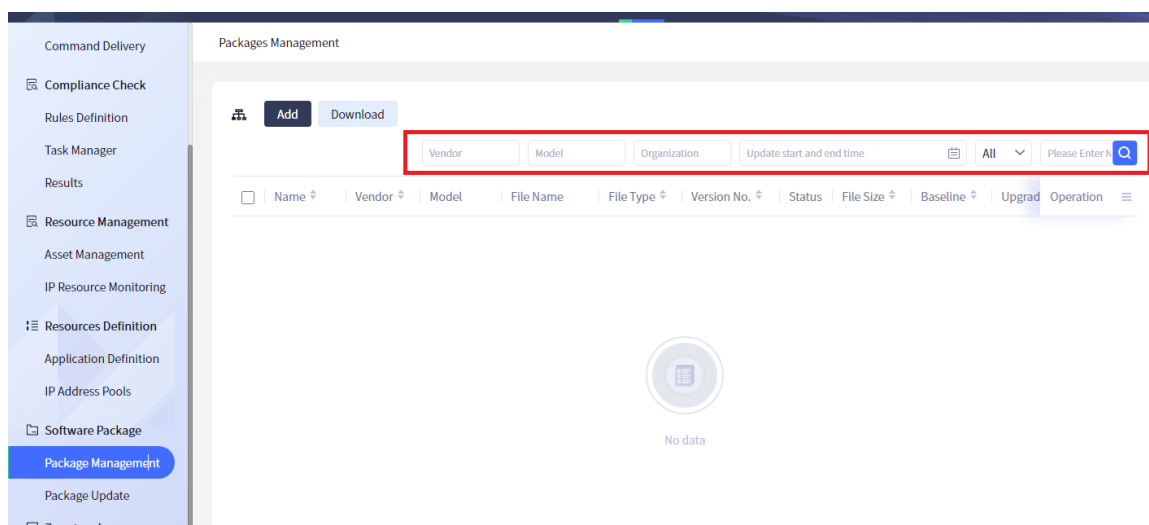 Command Delivery
Compliance Check
Rules Definition
Task Manager
Results
Resource Management
Asset Management
IP Resource Monitoring
Resources Definition
Application Definition
IP Address Pools
Software Package
Package Management
Package Update
Packages Management
Add Download
Vendor Model Organization Update start and end time All Please Enter N
Name Vendor Model File Name File Type Version No. Status File Size Baseline Upgrad Operation
No data